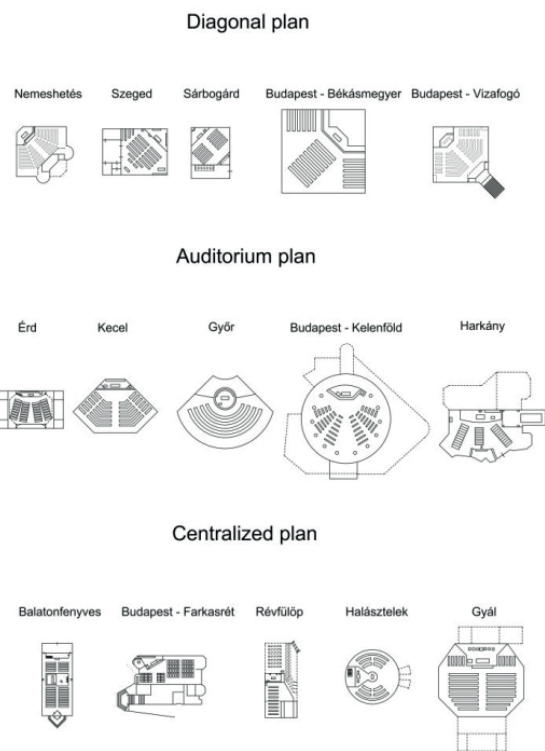 Diagonal plan
Nemeshetés Szeged Sárbogárd Budapest - Békásmegyer Budapest - Vizafogó
Auditorium plan
Érd Kecel Győr Budapest - Kelenföld Harkány
Centralized plan
Balatonfenyves Budapest - Farkasrét Révfülöp Halásztelek Gyál